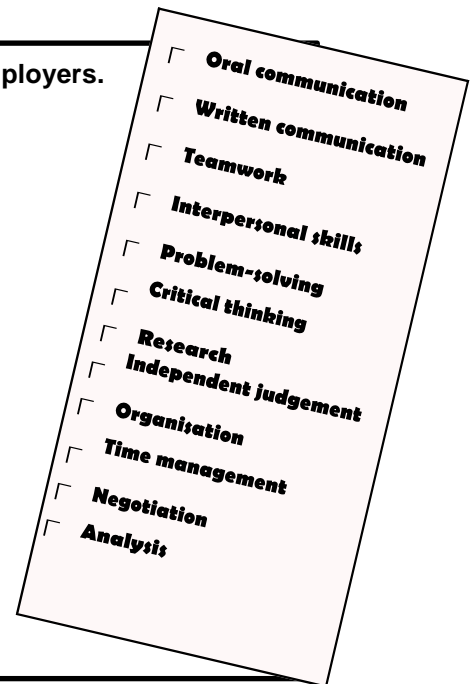 ployers.
Oral communication
Written communication
Teamwork
Interpersonal skills
Problem-solving
Critical thinking
Research
Independent judgement
Organisation
Time management
Negotiation
Analysis